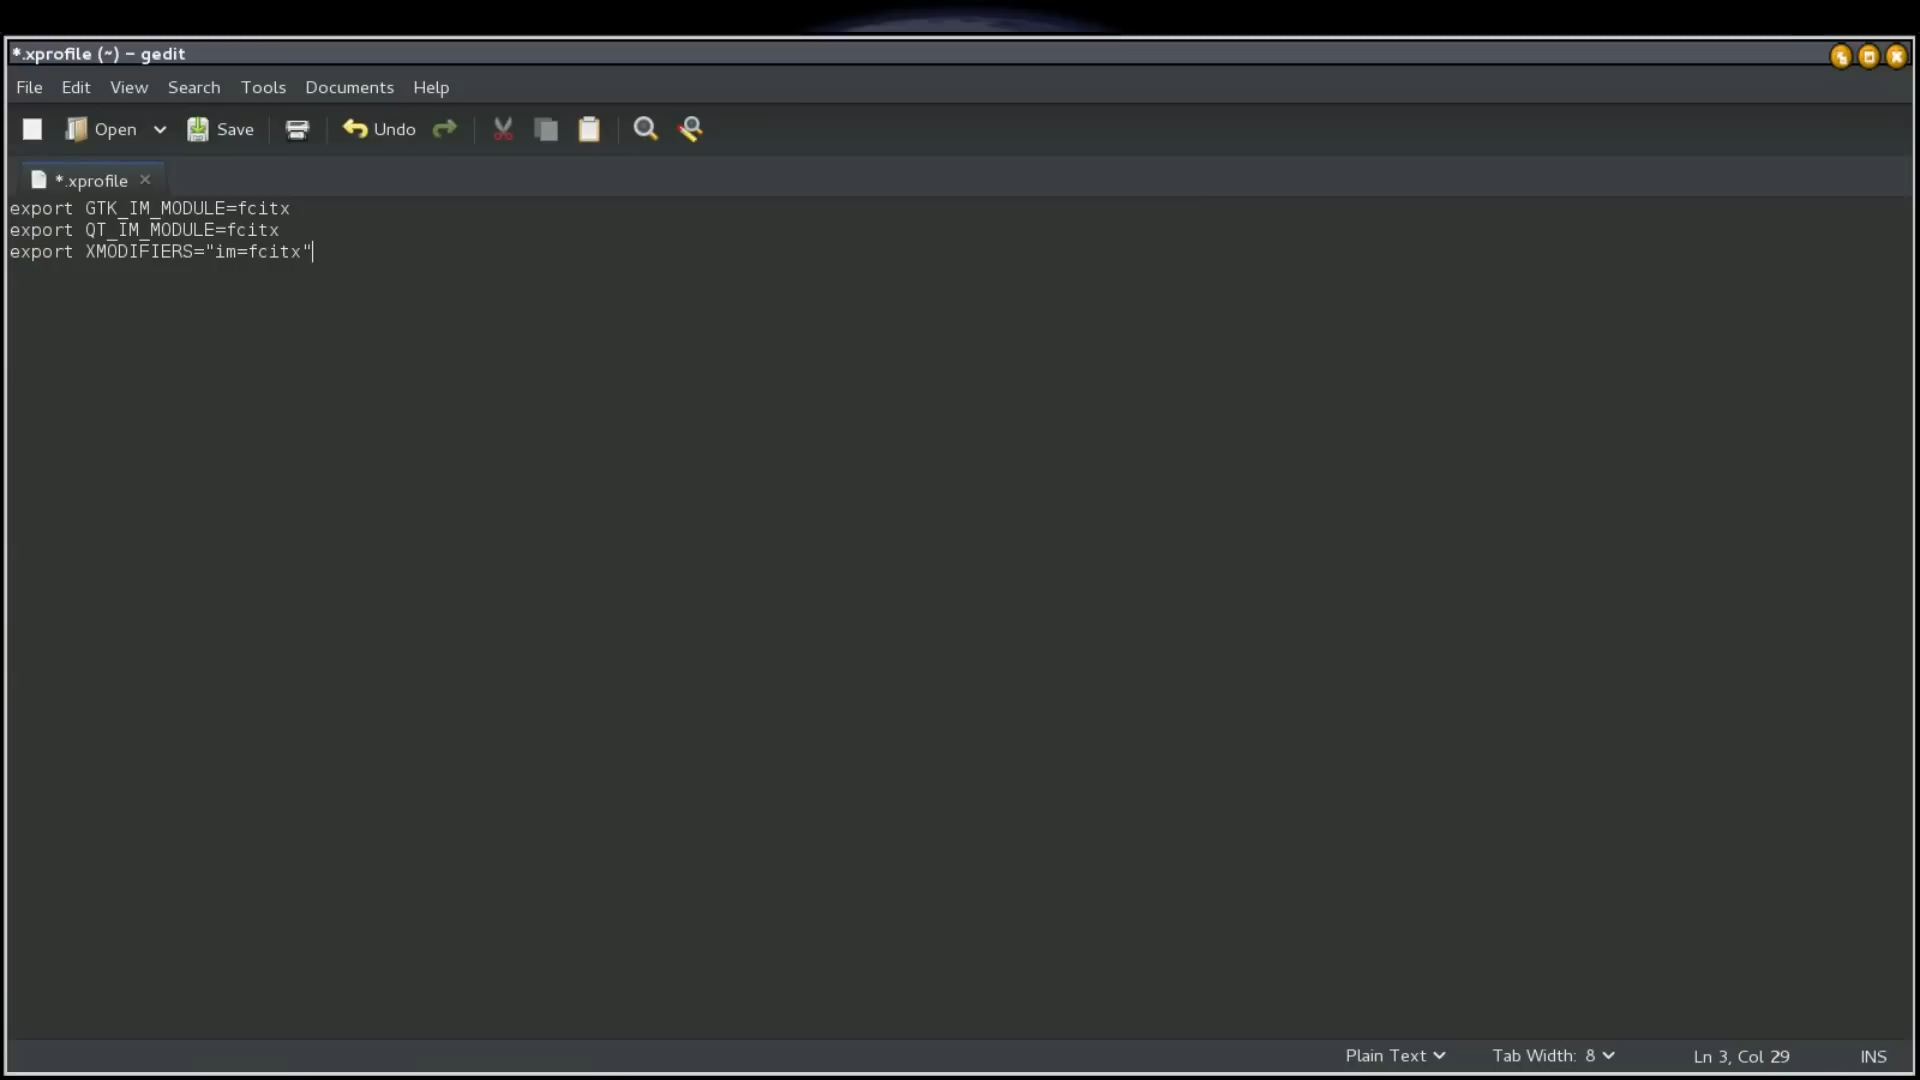 *.xprofile (~) - gedit
File Edit View Search Tools Documents Help
Open Save Undo
*.xprofile
export GTK_IM_MODULE=fcitx
export QT_IM_MODULE=fcitx
export XMODIFIERS="im=fcitx"
Plain Text Tab Width: 8 Ln 3, Col 29 INS